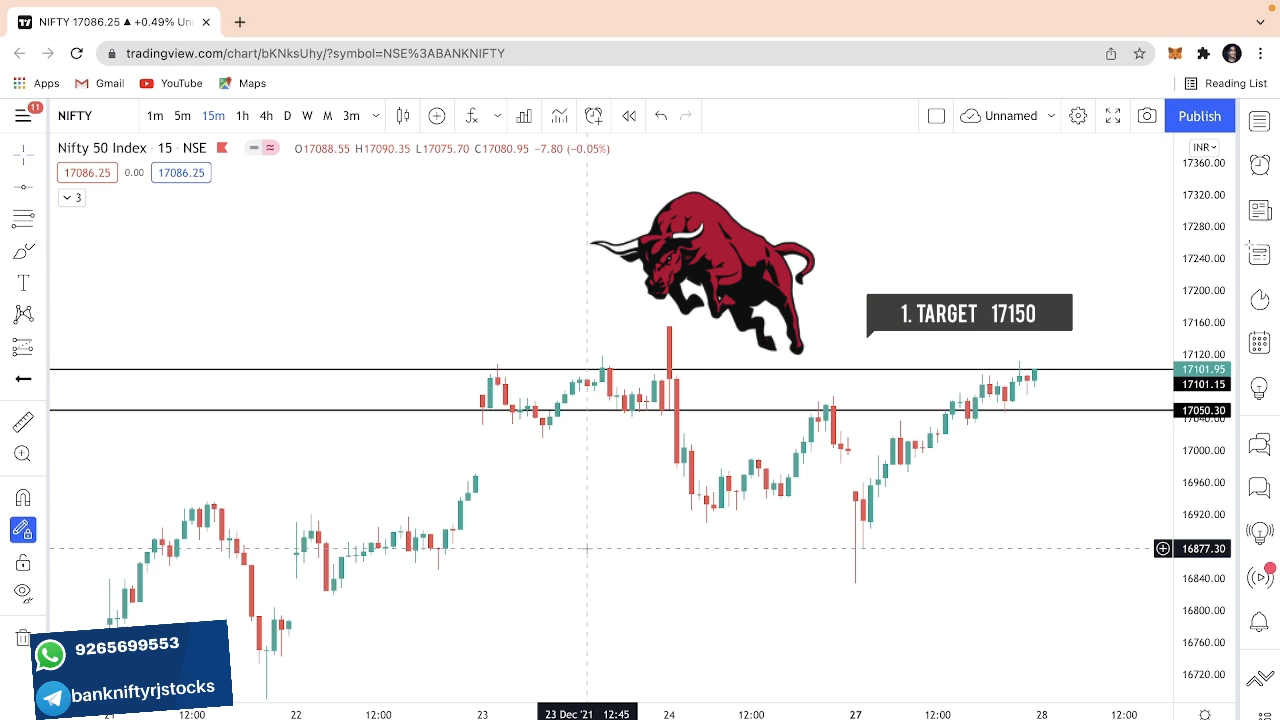 NIFTY 17086.25 ▲ +0.49% Un
tradingview.com/chart/bKNksUhy/?symbol=NSE%3ABANKNIFTY
Apps Gmail YouTube Maps Reading List
11
NIFTY 1m 5m 15m 1h 4h D W M 3m Unnamed Publish
Nifty 50 Index · 15 · NSE O17088.55 H17090.35 L17075.70 C17080.95 −7.80 (−0.05%)
INR
17086.25 0.00 17086.25
3
17360.00
17320.00
17280.00
17240.00
17200.00
1. TARGET 17150
17160.00
17120.00
17101.95
17101.15
17050.30
17040.00
17000.00
16960.00
16920.00
16877.30
16840.00
16800.00
16760.00
16720.00
9265699553
bankniftyrjstocks
21 12:00 22 12:00 23 23 Dec '21 12:45 24 12:00 27 12:00 28 12:00